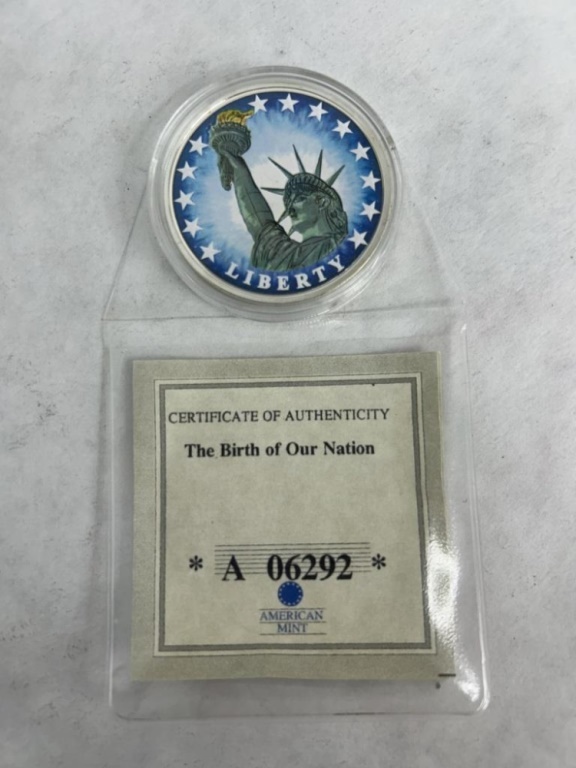 LIBERTY
CERTIFICATE OF AUTHENTICITY
The Birth of Our Nation
* A 06292 *
AMERICAN
MINT